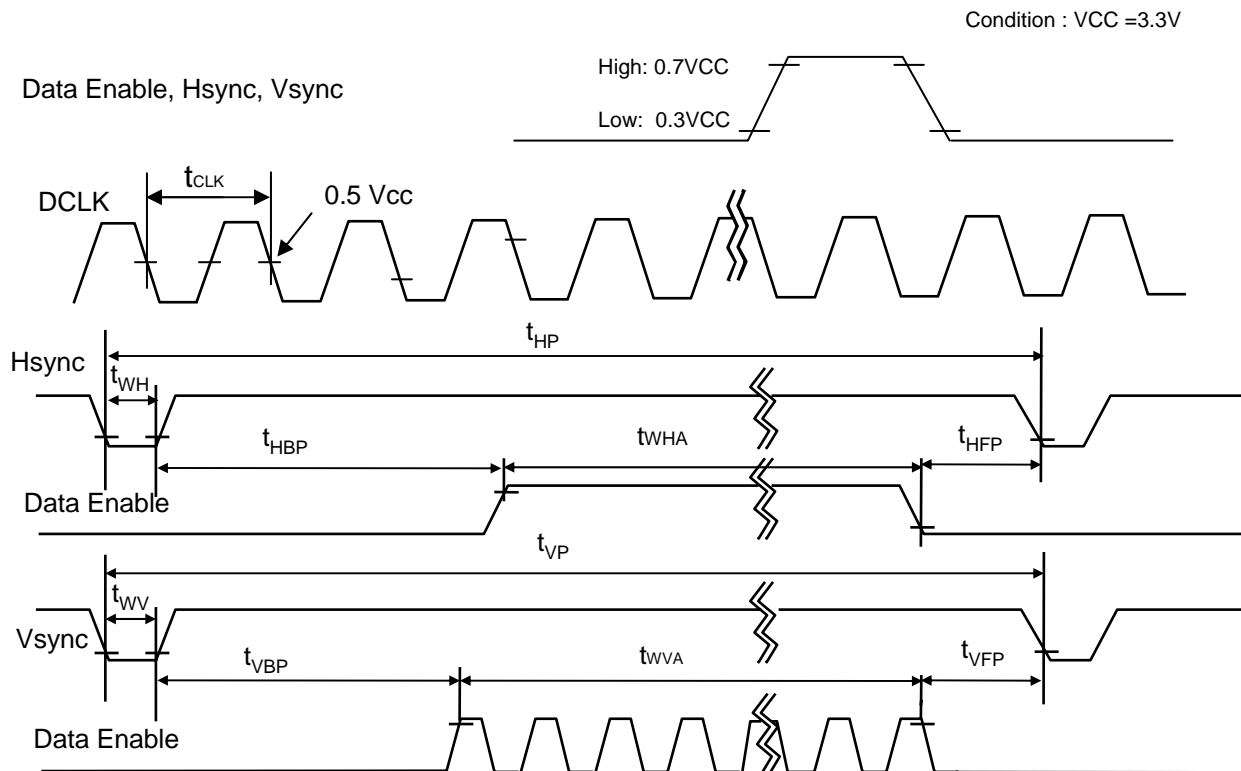 Condition : VCC =3.3V
High: 0.7VCC
Data Enable, Hsync, Vsync
Low: 0.3VCC
tCLK
0.5 Vcc
DCLK
tHP
Hsync
tWH
tHBP
tWHA
tHFP
Data Enable
tVP
tWV
Vsync
tVBP
tWVA
tVFP
Data Enable